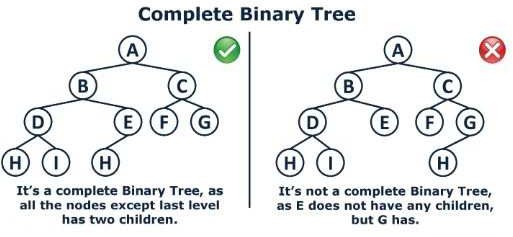 Complete Binary Tree
A
B C
D E F G
H I H
It's a complete Binary Tree, as
all the nodes except last level
has two children.
A
B C
D E F G
H I H
It's not a complete Binary Tree,
as E does not have any children,
but G has.